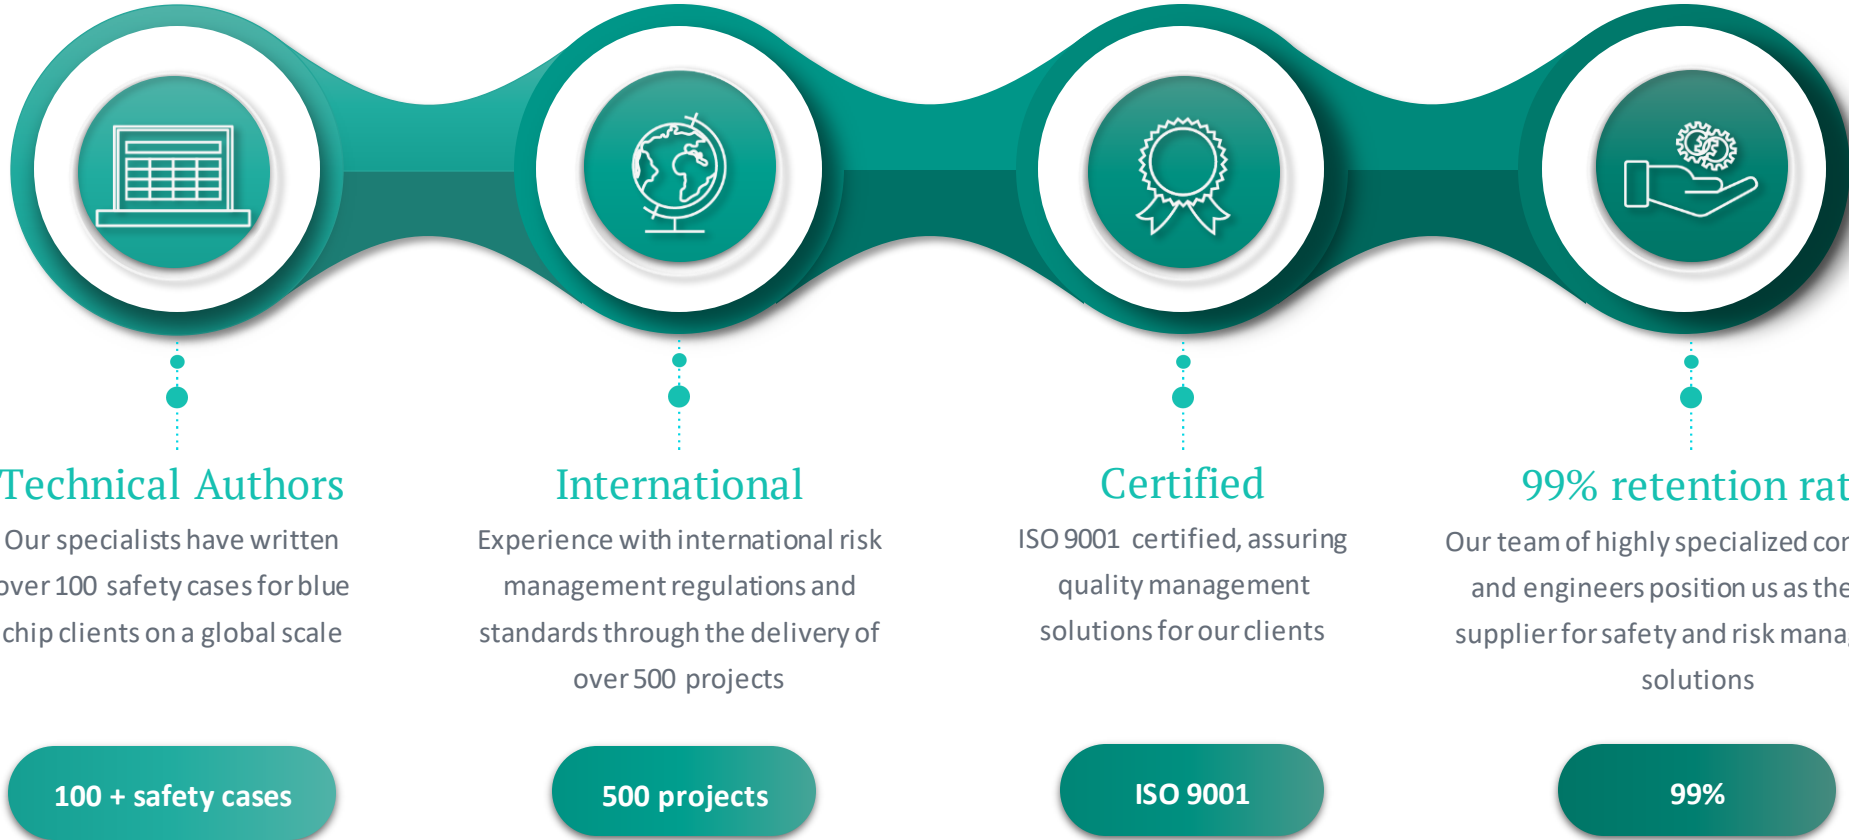 Technical Authors
Our specialists have written
over 100 safety cases for blue
chip clients on a global scale
100 + safety cases
International
Experience with international risk
management regulations and
standards through the delivery of
over 500 projects
500 projects
Certified
ISO 9001 certified, assuring
quality management
solutions for our clients
ISO 9001
99% retention rat
Our team of highly specialized
and engineers position us as the
supplier for safety and risk
solutions
99%